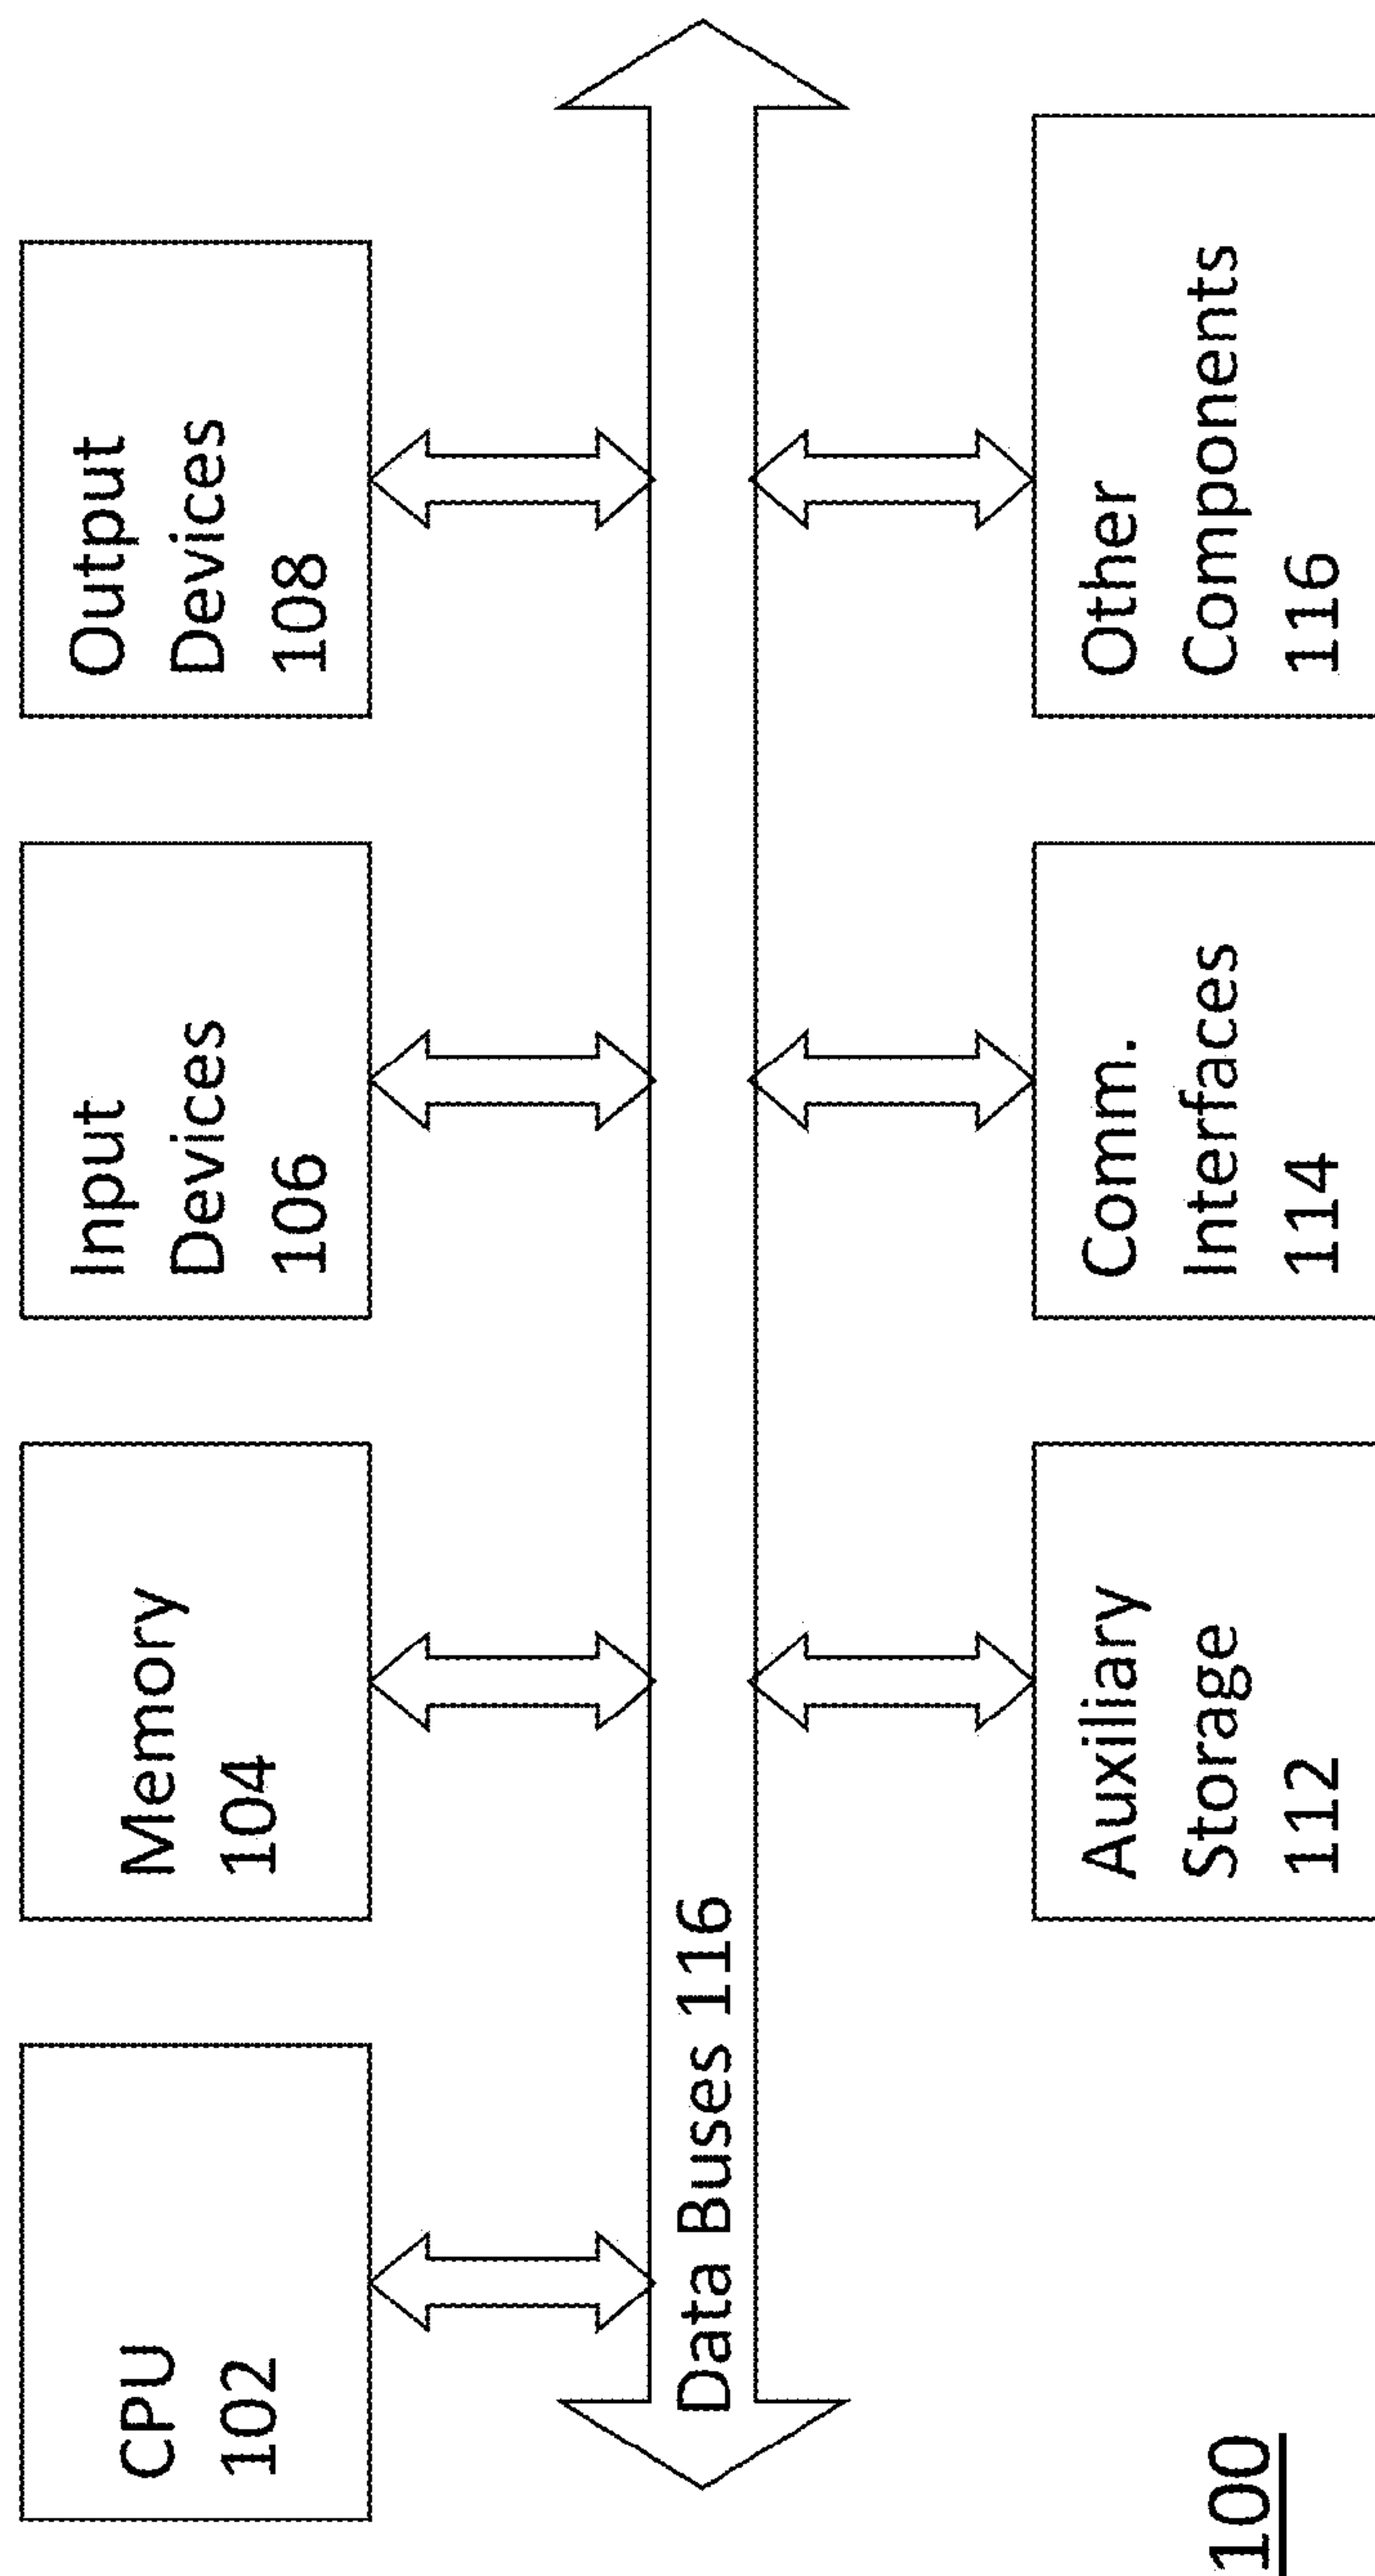 CPU
102
Memory
104
Input
Devices
106
Output
Devices
108
Data Buses 116
Auxiliary
Storage
112
Comm.
Interfaces
114
Other
Components
116
100